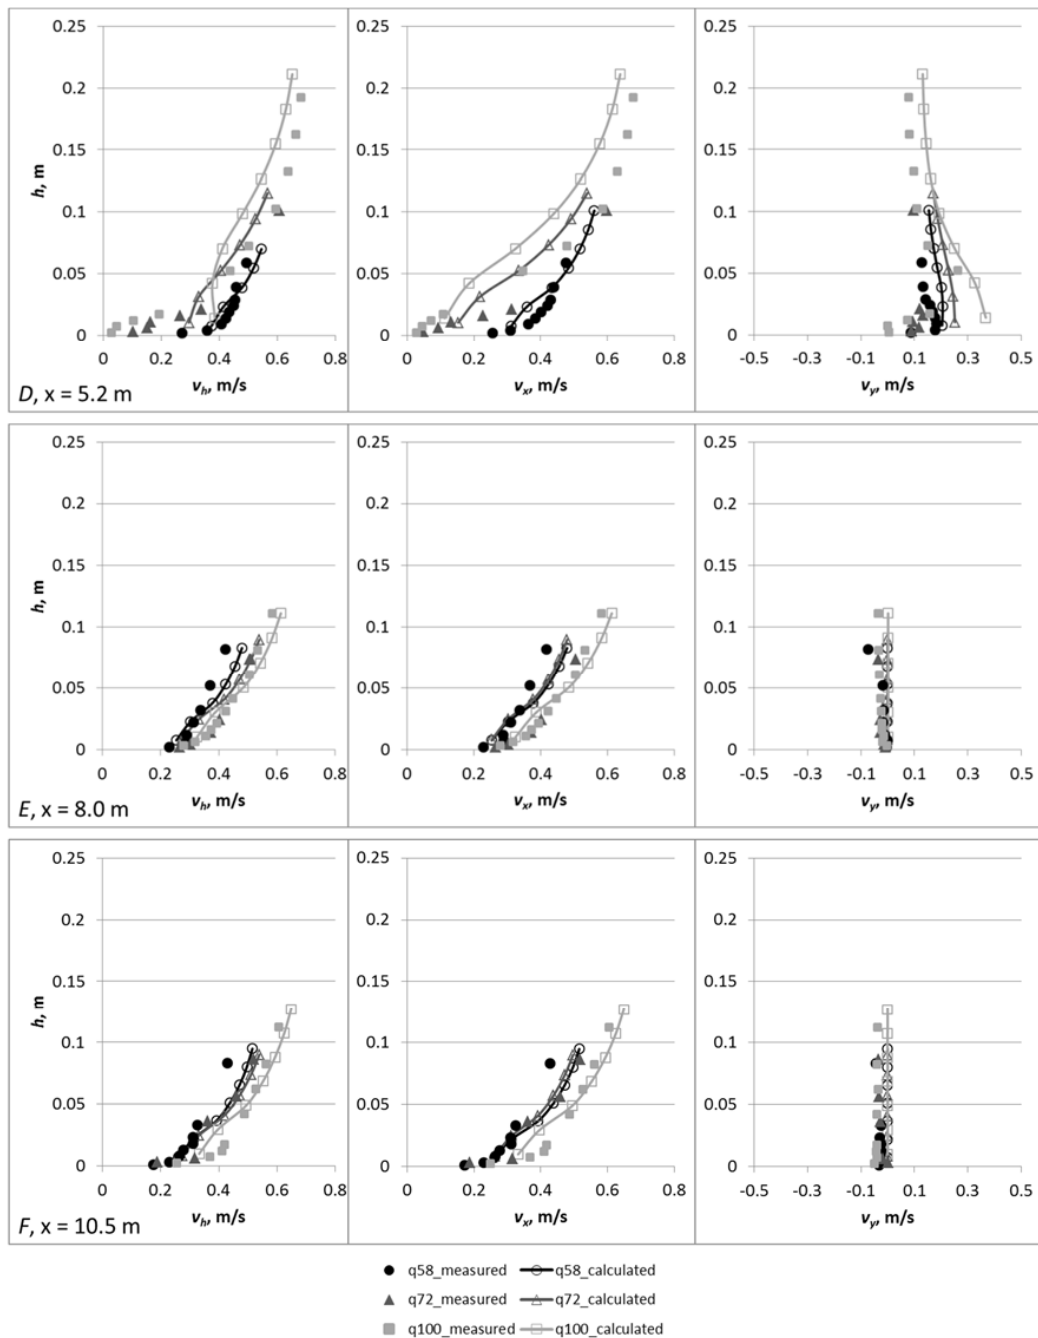 0.25 0.25 0.25
0.2 0.2 0.2
0.15 0.15 0.15
h, m
0.1 0.1 0.1
0.05 0.05 0.05
0 0 0
0 0.2 0.4 0.6 0.8 0 0.2 0.4 0.6 0.8 -0.5 -0.3 -0.1 0.1 0.3 0.5
vh, m/s vx, m/s vy, m/s
D, x = 5.2 m
0.25 0.25 0.25
0.2 0.2 0.2
0.15 0.15 0.15
h, m
0.1 0.1 0.1
0.05 0.05 0.05
0 0 0
0 0.2 0.4 0.6 0.8 0 0.2 0.4 0.6 0.8 -0.5 -0.3 -0.1 0.1 0.3 0.5
vh, m/s vx, m/s vy, m/s
E, x = 8.0 m
0.25 0.25 0.25
0.2 0.2 0.2
0.15 0.15 0.15
h, m
0.1 0.1 0.1
0.05 0.05 0.05
0 0 0
0 0.2 0.4 0.6 0.8 0 0.2 0.4 0.6 0.8 -0.5 -0.3 -0.1 0.1 0.3 0.5
vh, m/s vx, m/s vy, m/s
F, x = 10.5 m
q58_measured q58_calculated
q72_measured q72_calculated
q100_measured q100_calculated